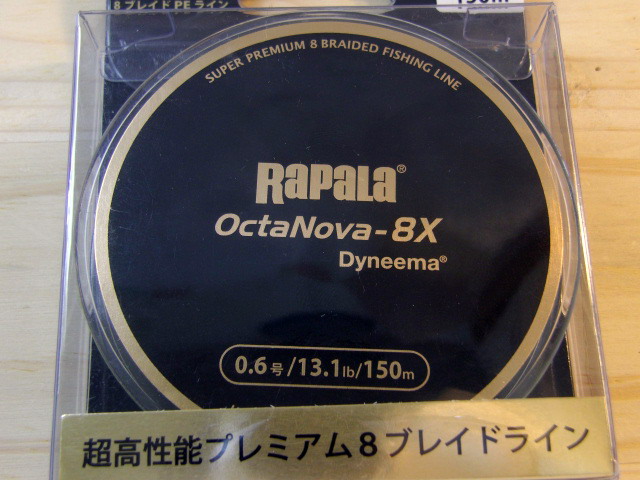 8ブレイドPEライン
150m
SUPER PREMIUM 8 BRAIDED FISHING LINE
RAPALA®
OctaNova-8X
Dyneema®
0.6号/13.1lb/150m
超高性能プレミアム8ブレイドライン